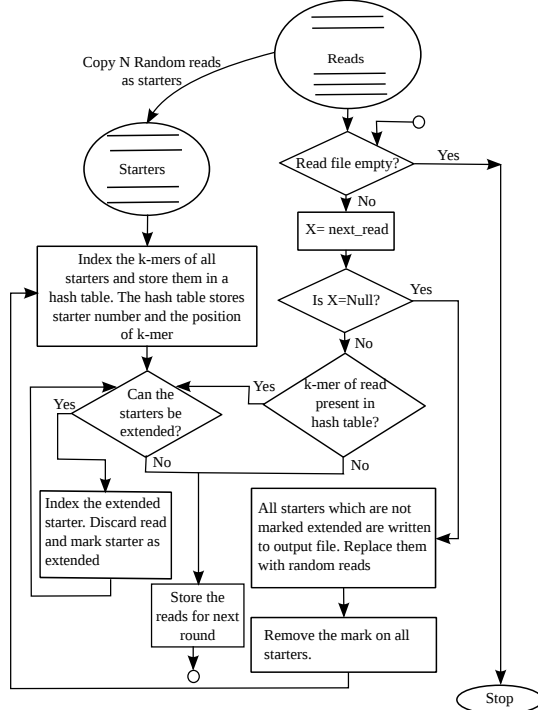 Copy N Random reads
as starters
Reads
Starters
Read file empty?
Yes
No
X= next_read
Index the k-mers of all
starters and store them in a
hash table. The hash table stores
starter number and the position
of k-mer
Is X=Null?
Yes
No
Can the
starters be
extended?
Yes
No
k-mer of read
present in
hash table?
Yes
No
Index the extended
starter. Discard read
and mark starter as
extended
All starters which are not
marked extended are written
to output file. Replace them
with random reads
Store the
reads for next
round
Remove the mark on all
starters.
Stop